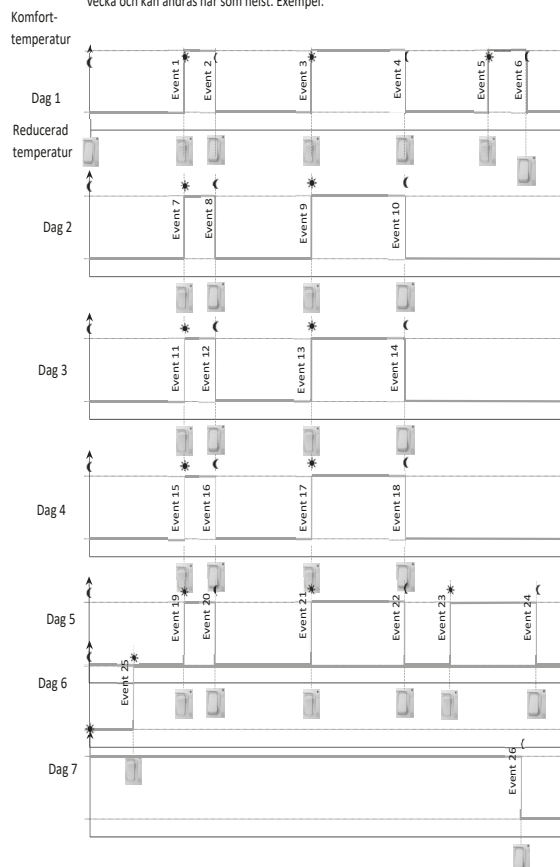 vecka och kan ändras när som helst. Exempel:
Komfort-
temperatur
Event 1
Event 2
Event 3
Event 4
Event 5
Event 6
Dag 1
Reducerad
temperatur
Event 7
Event 8
Event 9
Event 10
Dag 2
Event 11
Event 12
Event 13
Event 14
Dag 3
Event 15
Event 16
Event 17
Event 18
Dag 4
Event 19
Event 20
Event 21
Event 22
Event 23
Event 24
Dag 5
Event 25
Dag 6
Event 26
Dag 7